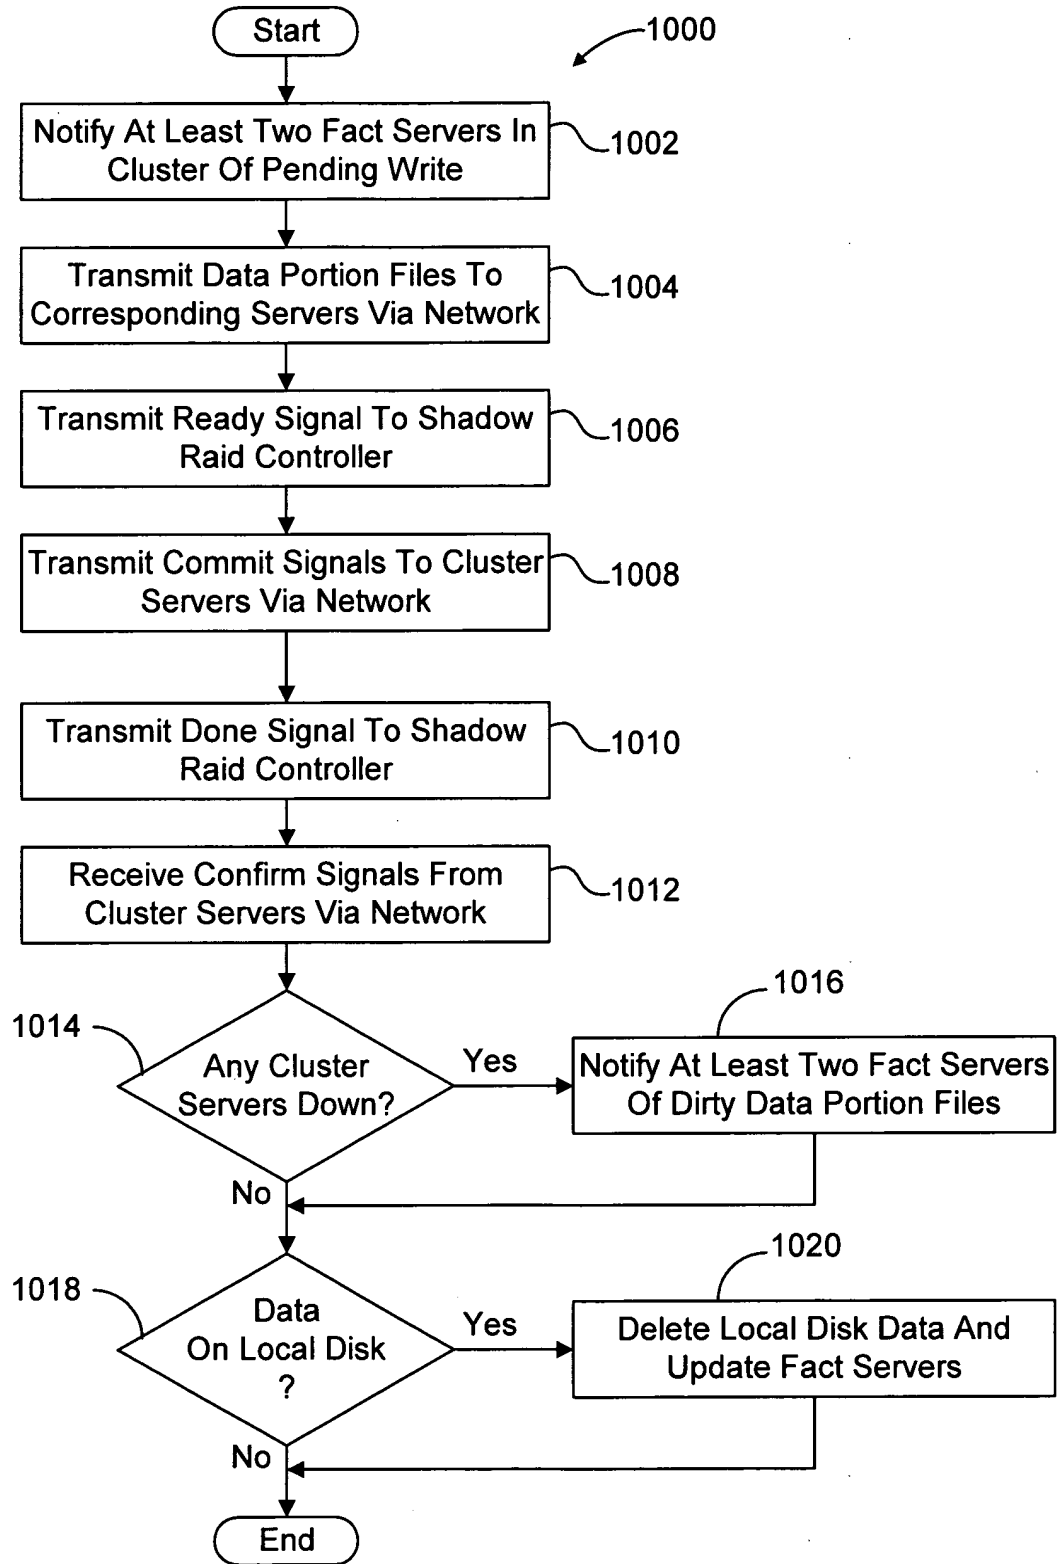 Start
1000
Notify At Least Two Fact Servers In
Cluster Of Pending Write
1002
Transmit Data Portion Files To
Corresponding Servers Via Network
1004
Transmit Ready Signal To Shadow
Raid Controller
1006
Transmit Commit Signals To Cluster
Servers Via Network
1008
Transmit Done Signal To Shadow
Raid Controller
1010
Receive Confirm Signals From
Cluster Servers Via Network
1012
1014
Any Cluster
Servers Down?
Yes
1016
Notify At Least Two Fact Servers
Of Dirty Data Portion Files
No
1018
Data
On Local Disk
?
Yes
1020
Delete Local Disk Data And
Update Fact Servers
No
End